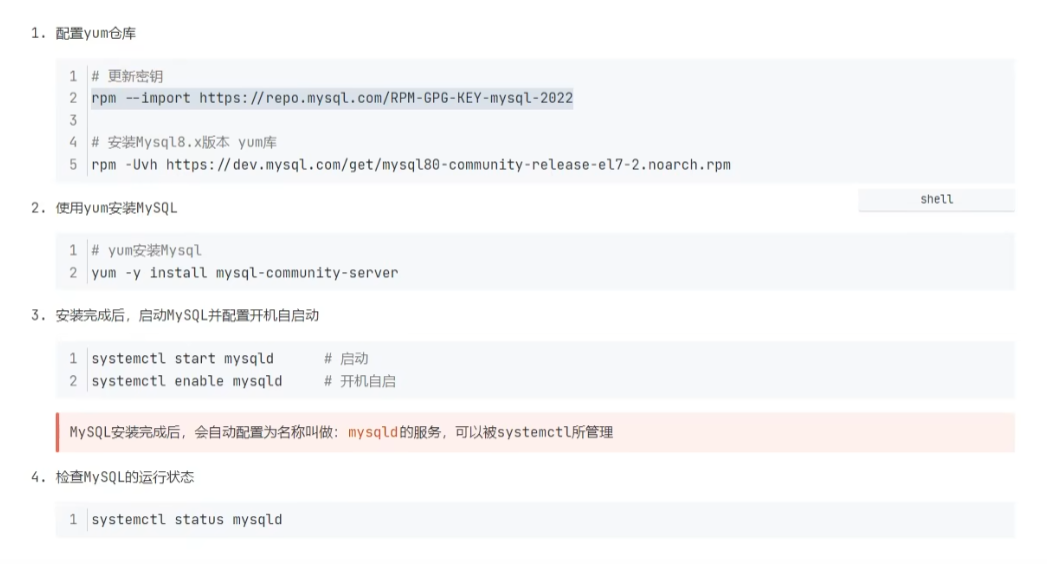 1. 配置yum仓库
1 # 更新密钥
2 rpm --import https://repo.mysql.com/RPM-GPG-KEY-mysql-2022
3
4 # 安装Mysql8.x版本 yum库
5 rpm -Uvh https://dev.mysql.com/get/mysql80-community-release-el7-2.noarch.rpm
shell
2. 使用yum安装MySQL
1 # yum安装Mysql
2 yum -y install mysql-community-server
3. 安装完成后，启动MySQL并配置开机自启动
1 systemctl start mysqld # 启动
2 systemctl enable mysqld # 开机自启
MySQL安装完成后，会自动配置为名称叫做：mysqld的服务，可以被systemctl所管理
4. 检查MySQL的运行状态
1 systemctl status mysqld